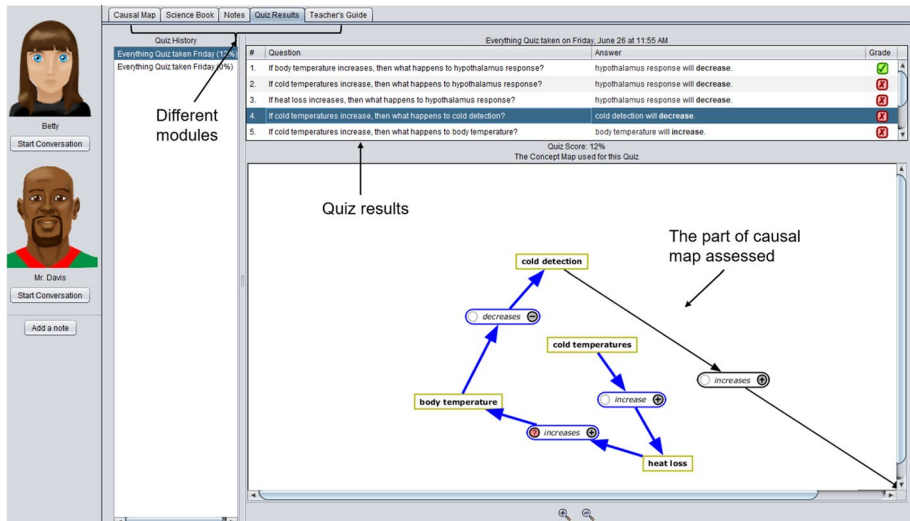 Causal Map Science Book Notes Quiz Results Teacher's Guide
Quiz History
Everything Quiz taken Friday (12%)
Everything Quiz taken Friday (0%)
Different
modules
Betty
Start Conversation
Mr. Davis
Start Conversation
Add a note
Everything Quiz taken on Friday, June 26 at 11:55 AM
# Question Answer Grade
1. If body temperature increases, then what happens to hypothalamus response? hypothalamus response will decrease.
2. If cold temperatures increase, then what happens to hypothalamus response? hypothalamus response will decrease.
3. If heat loss increases, then what happens to hypothalamus response? hypothalamus response will decrease.
4. If cold temperatures increase, then what happens to cold detection? cold detection will decrease.
5. If cold temperatures increase, then what happens to body temperature? body temperature will increase.
Quiz Score: 12%
The Concept Map used for this Quiz.
Quiz results
The part of causal
map assessed
cold detection
decreases
cold temperatures
increases
increase
body temperature
? increases
heat loss